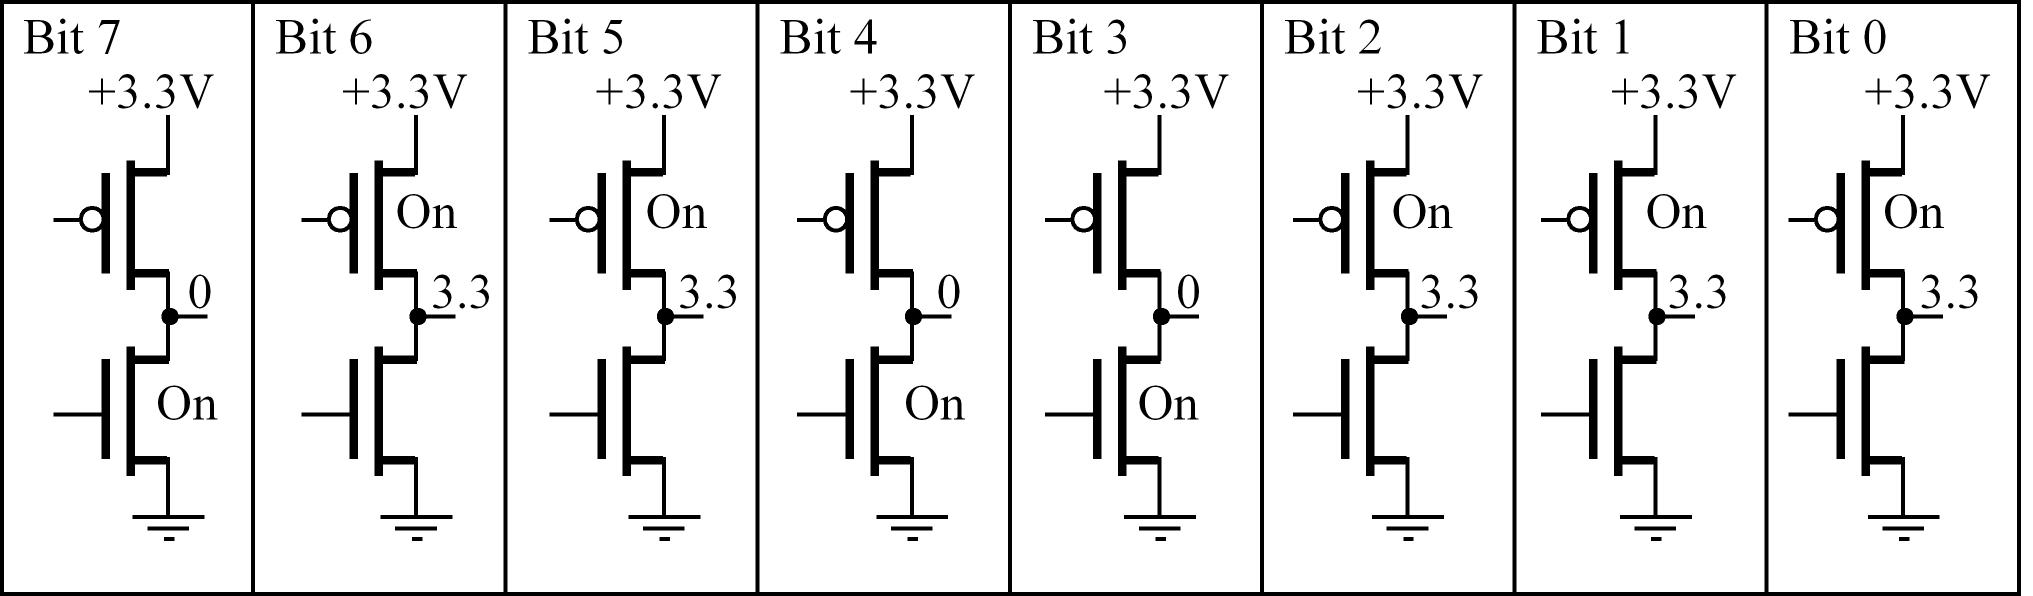 Bit 7 Bit 6 Bit 5 Bit 4 Bit 3 Bit 2 Bit 1 Bit 0
+3.3V +3.3V +3.3V +3.3V +3.3V +3.3V +3.3V +3.3V
On On On On On
0 3.3 3.3 0 0 3.3 3.3 3.3
On On On